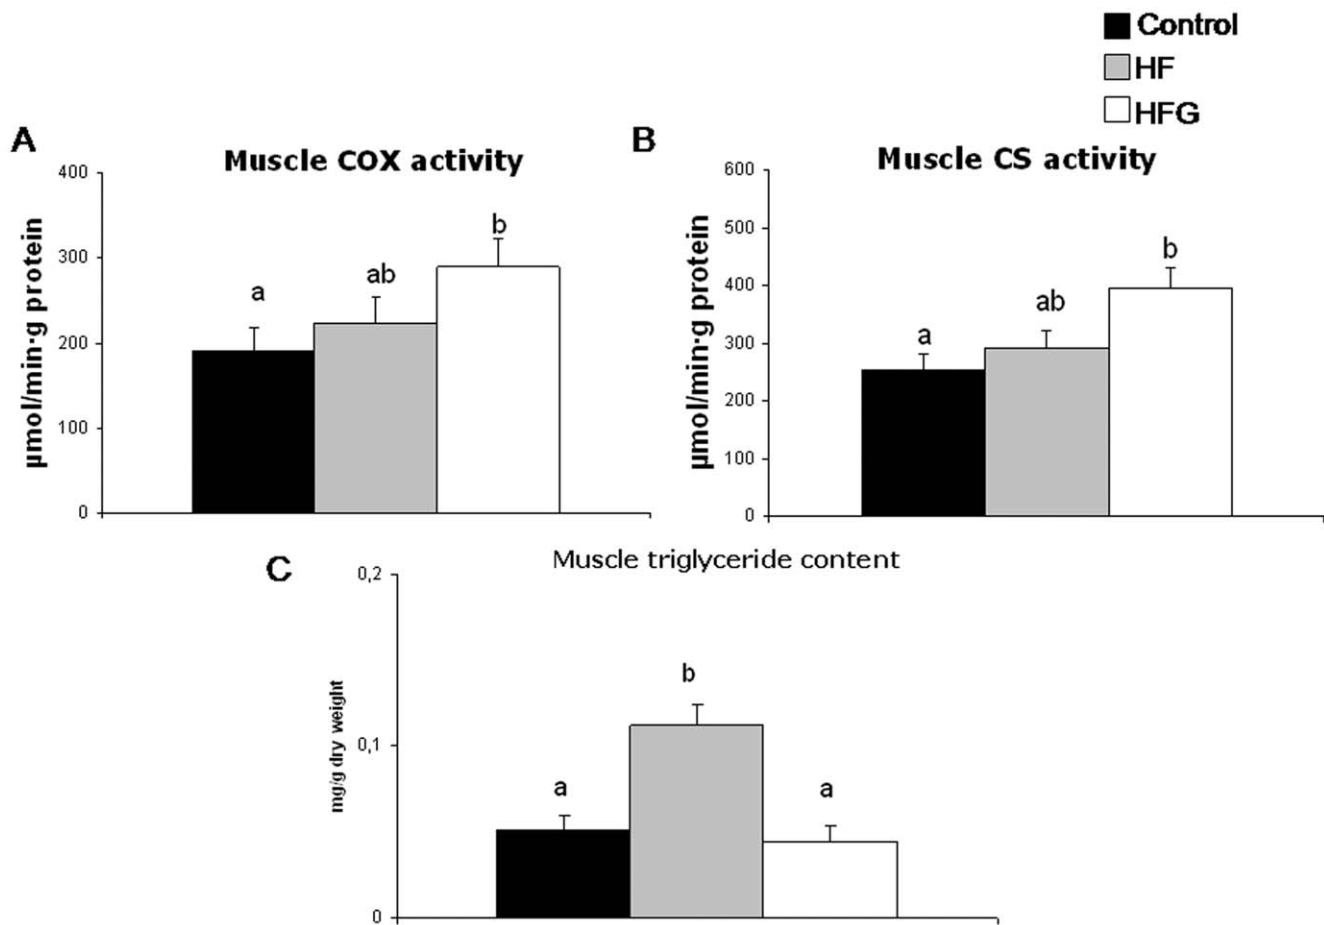 Control
HF
HFG
A
Muscle COX activity
400
300
200
100
0
µmol/min·g protein
a
ab
b
B
Muscle CS activity
600
500
400
300
200
100
0
µmol/min·g protein
a
ab
b
C
Muscle triglyceride content
0,2
0,1
0
mg/g dry weight
a
b
a